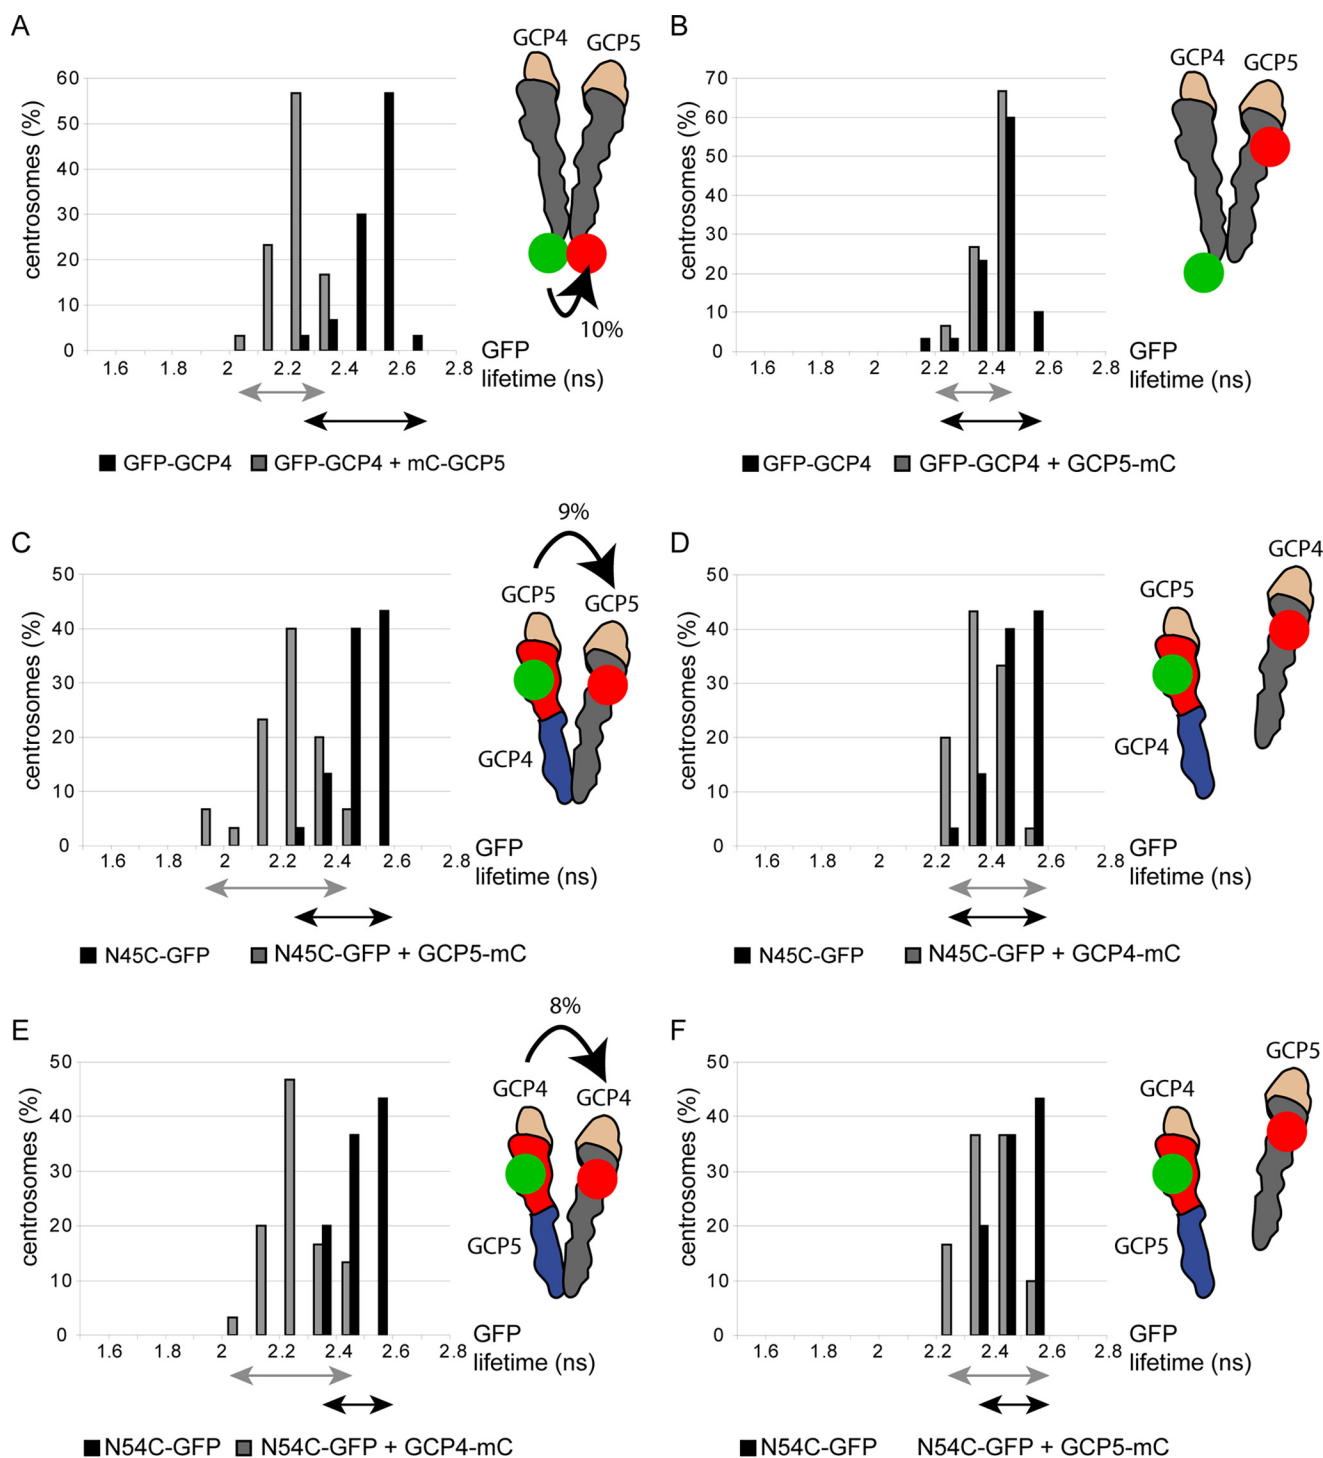 A
GCP4
GCP5
centrosomes (%)
60
50
40
30
20
10
0
1.6 1.8 2 2.2 2.4 2.6 2.8
GFP
lifetime (ns)
10%
GFP-GCP4 GFP-GCP4 + mC-GCP5
B
GCP4
GCP5
centrosomes (%)
70
60
50
40
30
20
10
0
1.6 1.8 2 2.2 2.4 2.6 2.8
GFP
lifetime (ns)
GFP-GCP4 GFP-GCP4 + GCP5-mC
C
9%
GCP5
GCP5
GCP4
centrosomes (%)
50
40
30
20
10
0
1.6 1.8 2 2.2 2.4 2.6 2.8
GFP
lifetime (ns)
N45C-GFP N45C-GFP + GCP5-mC
D
GCP4
GCP5
GCP4
centrosomes (%)
50
40
30
20
10
0
1.6 1.8 2 2.2 2.4 2.6 2.8
GFP
lifetime (ns)
N45C-GFP N45C-GFP + GCP4-mC
E
8%
GCP4
GCP4
GCP5
centrosomes (%)
50
40
30
20
10
0
1.6 1.8 2 2.2 2.4 2.6 2.8
GFP
lifetime (ns)
N54C-GFP N54C-GFP + GCP4-mC
F
GCP5
GCP4
GCP5
centrosomes (%)
50
40
30
20
10
0
1.6 1.8 2 2.2 2.4 2.6 2.8
GFP
lifetime (ns)
N54C-GFP N54C-GFP + GCP5-mC